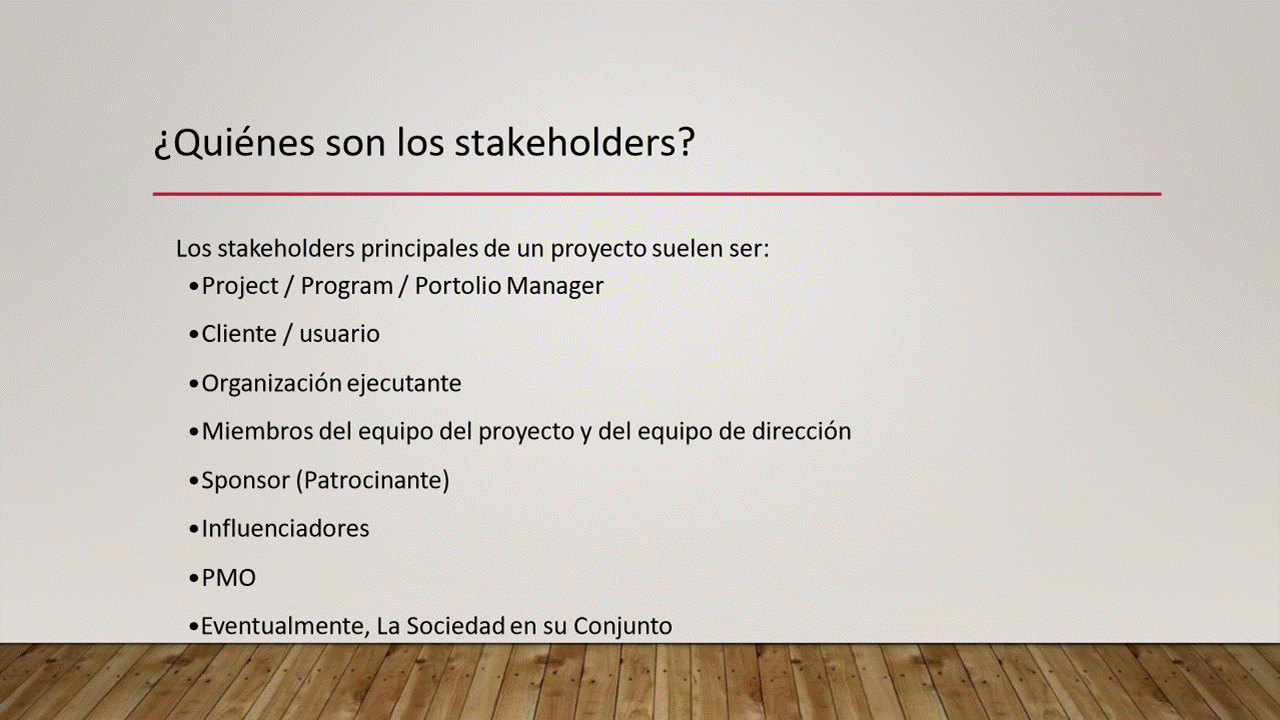 ¿Quiénes son los stakeholders?
Los stakeholders principales de un proyecto suelen ser:
•Project / Program / Portolio Manager
•Cliente / usuario
•Organización ejecutante
•Miembros del equipo del proyecto y del equipo de dirección
•Sponsor (Patrocinante)
•Influenciadores
•PMO
•Eventualmente, La Sociedad en su Conjunto